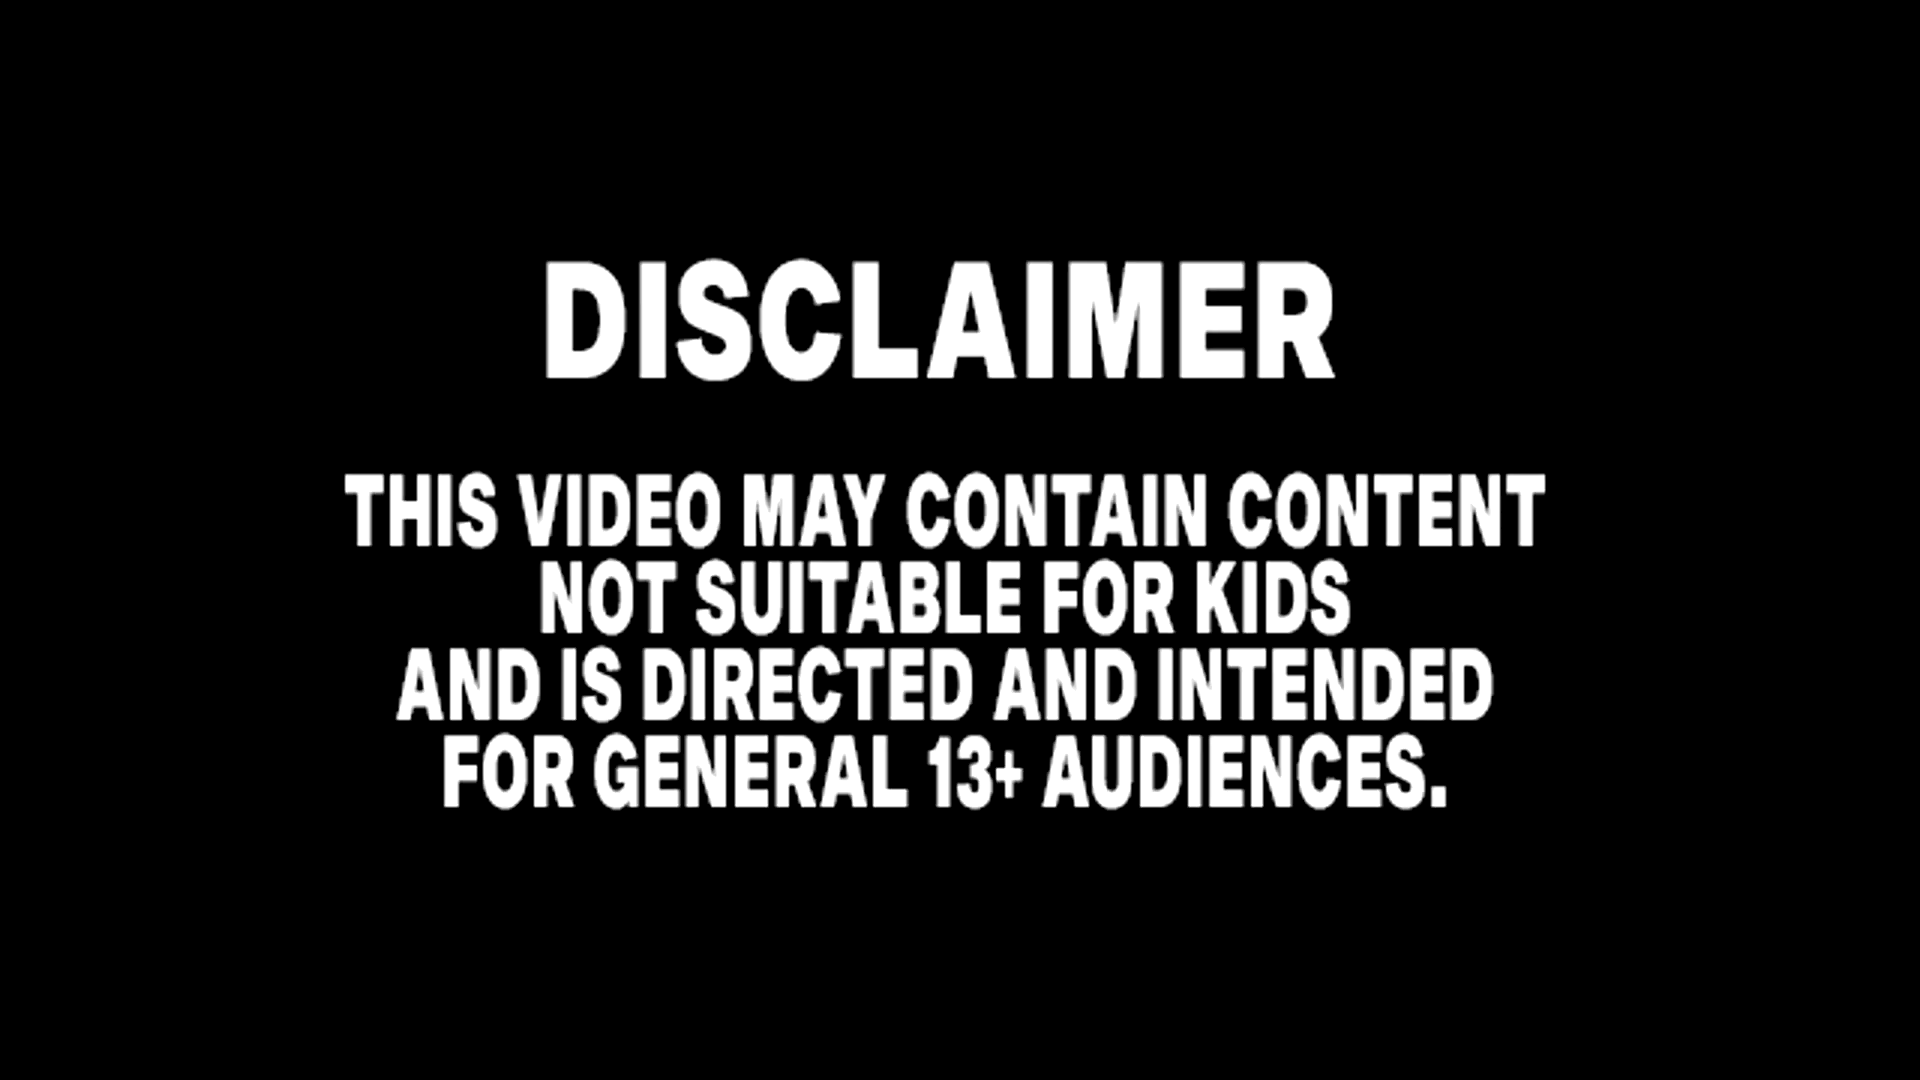 DISCLAIMER
THIS VIDEO MAY CONTAIN CONTENT
NOT SUITABLE FOR KIDS
AND IS DIRECTED AND INTENDED
FOR GENERAL 13+ AUDIENCES.